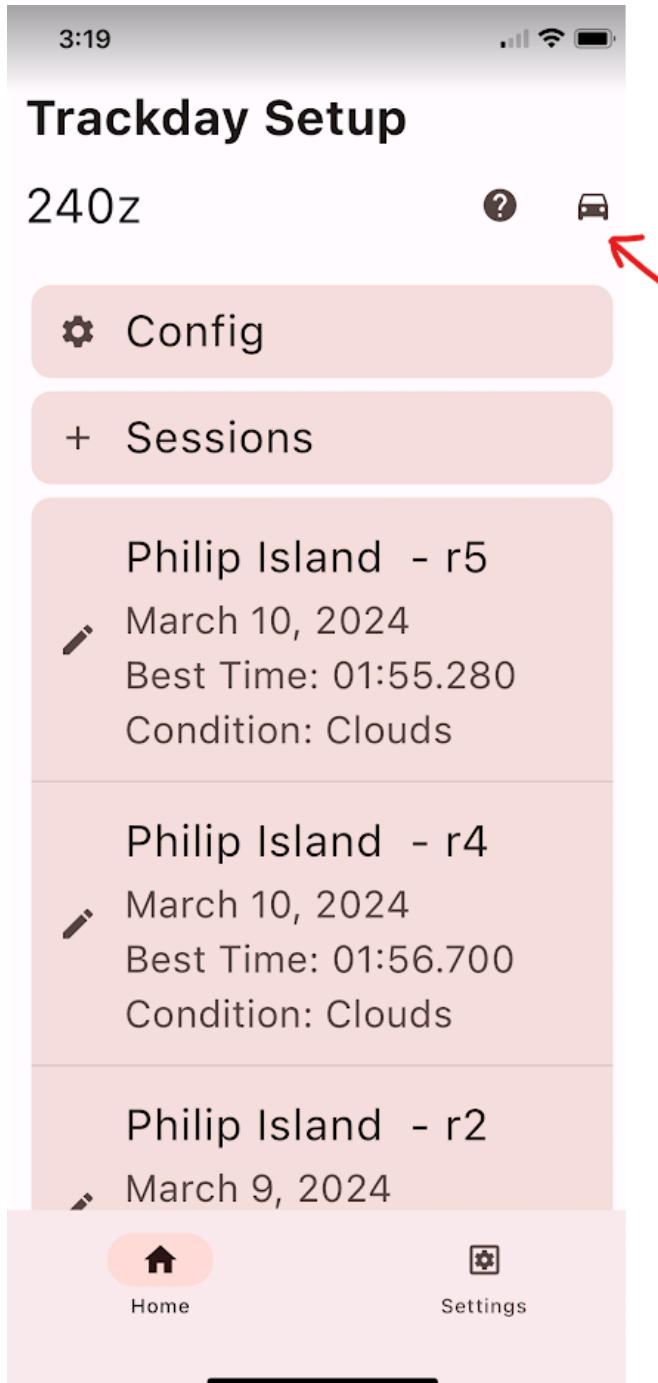 3:19
Trackday Setup
240z
Config
Sessions
Philip Island - r5
March 10, 2024
Best Time: 01:55.280
Condition: Clouds
Philip Island - r4
March 10, 2024
Best Time: 01:56.700
Condition: Clouds
Philip Island - r2
March 9, 2024
Home
Settings